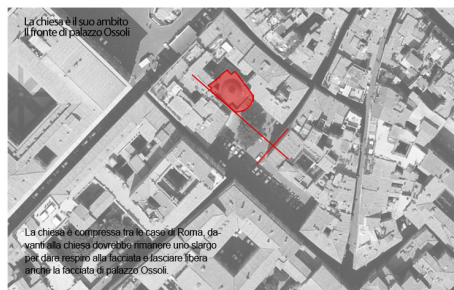 La chiesa è il suo ambito
Il fronte di palazzo Ossoli
La chiesa è compressa tra le case di Roma, da-
vanti alla chiesa dovrebbe rimanere uno slargo
per dare respiro alla facciata e lasciare libera
anche la facciata di palazzo Ossoli.